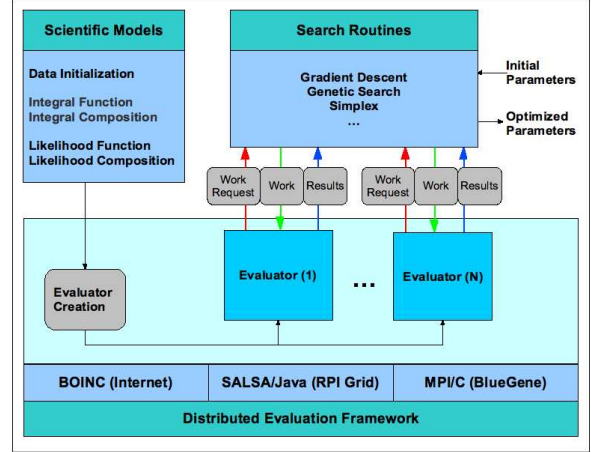 Scientific Models
Data Initialization
Integral Function
Integral Composition
Likelihood Function
Likelihood Composition
Search Routines
Gradient Descent
Genetic Search
Simplex
...
Initial
Parameters
Optimized
Parameters
Work
Request
Work
Results
Work
Request
Work
Results
Evaluator
Creation
Evaluator (1)
...
Evaluator (N)
BOINC (Internet)
SALSA/Java (RPI Grid)
MPI/C (BlueGene)
Distributed Evaluation Framework